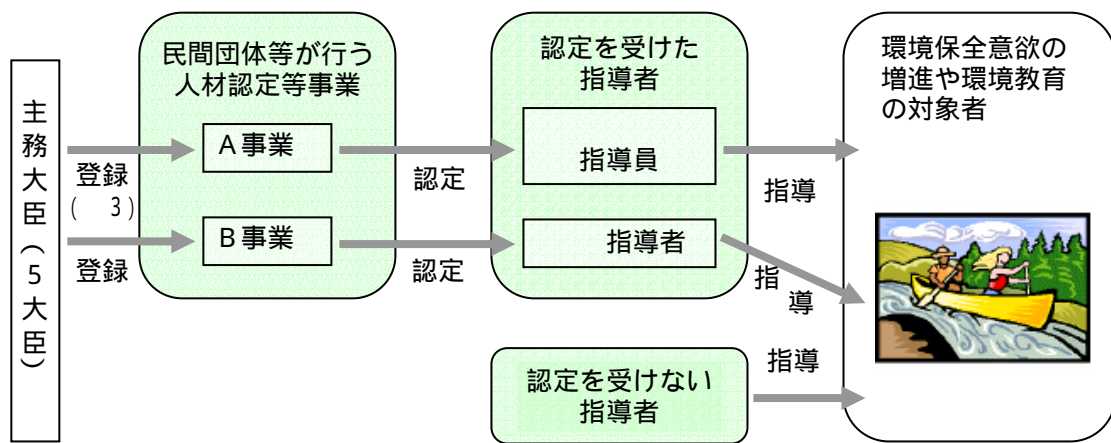 主務大臣(5大臣)
民間団体等が行う
人材認定等事業
A事業
B事業
登録
( 3)
登録
認定
認定
認定を受けた
指導者
指導員
指導者
認定を受けない
指導者
指導
指導
指導
環境保全意欲の
増進や環境教育
の対象者